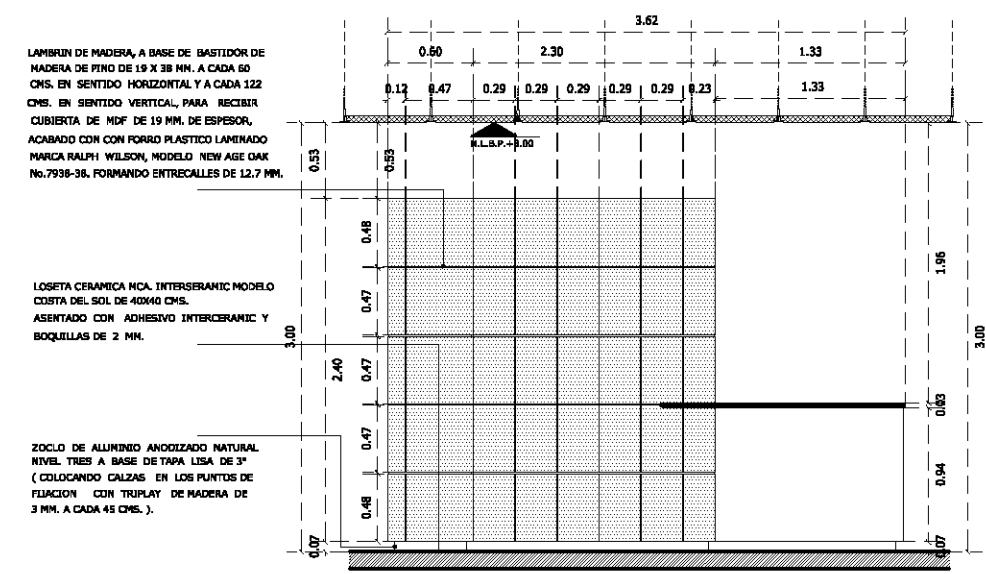 3.62
LAMBRIN DE MADERA, A BASE DE BASTIDOR DE
MADERA DE PINO DE 19 X 38 MM. A CADA 60
CMS. EN SENTIDO HORIZONTAL Y A CADA 122
CMS. EN SENTIDO VERTICAL, PARA RECIBIR
CUBIERTA DE MDF DE 19 MM. DE ESPESOR,
ACABADO CON CON FORRO PLASTICO LAMINADO
MARCA RALPH WILSON, MODELO NEW AGE OAK
No.7938-38. FORMANDO ENTRECALLES DE 12.7 MM.
0.60 2.30 1.33
0.12 0.47 0.29 0.29 0.29 0.29 0.29 0.23 1.33
N.L.B.P.+3.00
0.53 0.53
0.48
1.96
LOSETA CERAMICA MCA. INTERSERAMIC MODELO
COSTA DEL SOL DE 40X40 CMS.
ASENTADO CON ADHESIVO INTERCERAMIC Y
BOQUILLAS DE 2 MM.
0.47
3.00
3.00
2.40
0.47
0.03
ZOCLO DE ALUMINIO ANODIZADO NATURAL
NIVEL TRES A BASE DE TAPA LISA DE 3"
( COLOCANDO CALZAS EN LOS PUNTOS DE
FIJACION CON TRIPLAY DE MADERA DE
3 MM. A CADA 45 CMS. ).
0.47
0.94
0.48
0.07
0.07